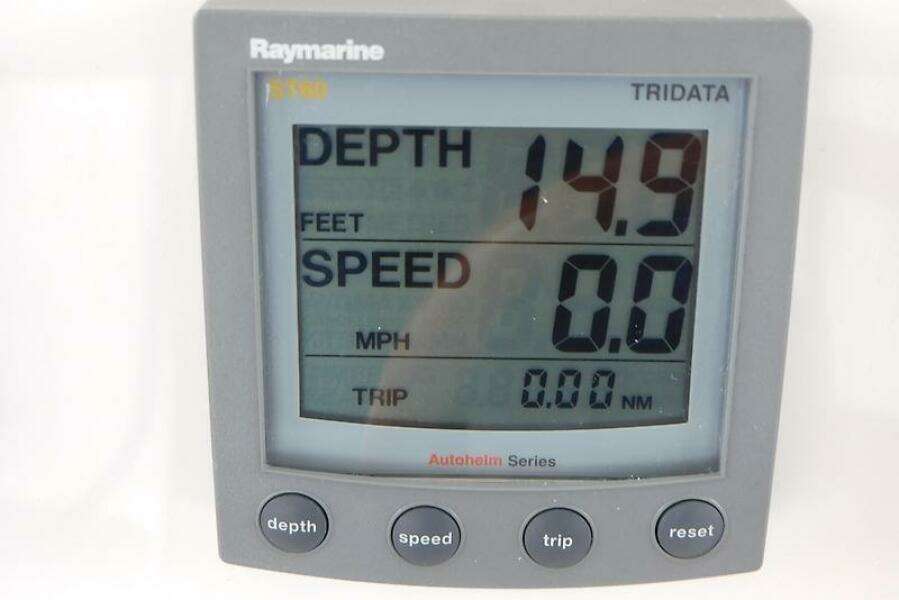 Raymarine
ST60 TRIDATA
DEPTH 14.9
FEET
SPEED 0.0
MPH
TRIP 0.00 NM
Autohelm Series
depth speed trip reset